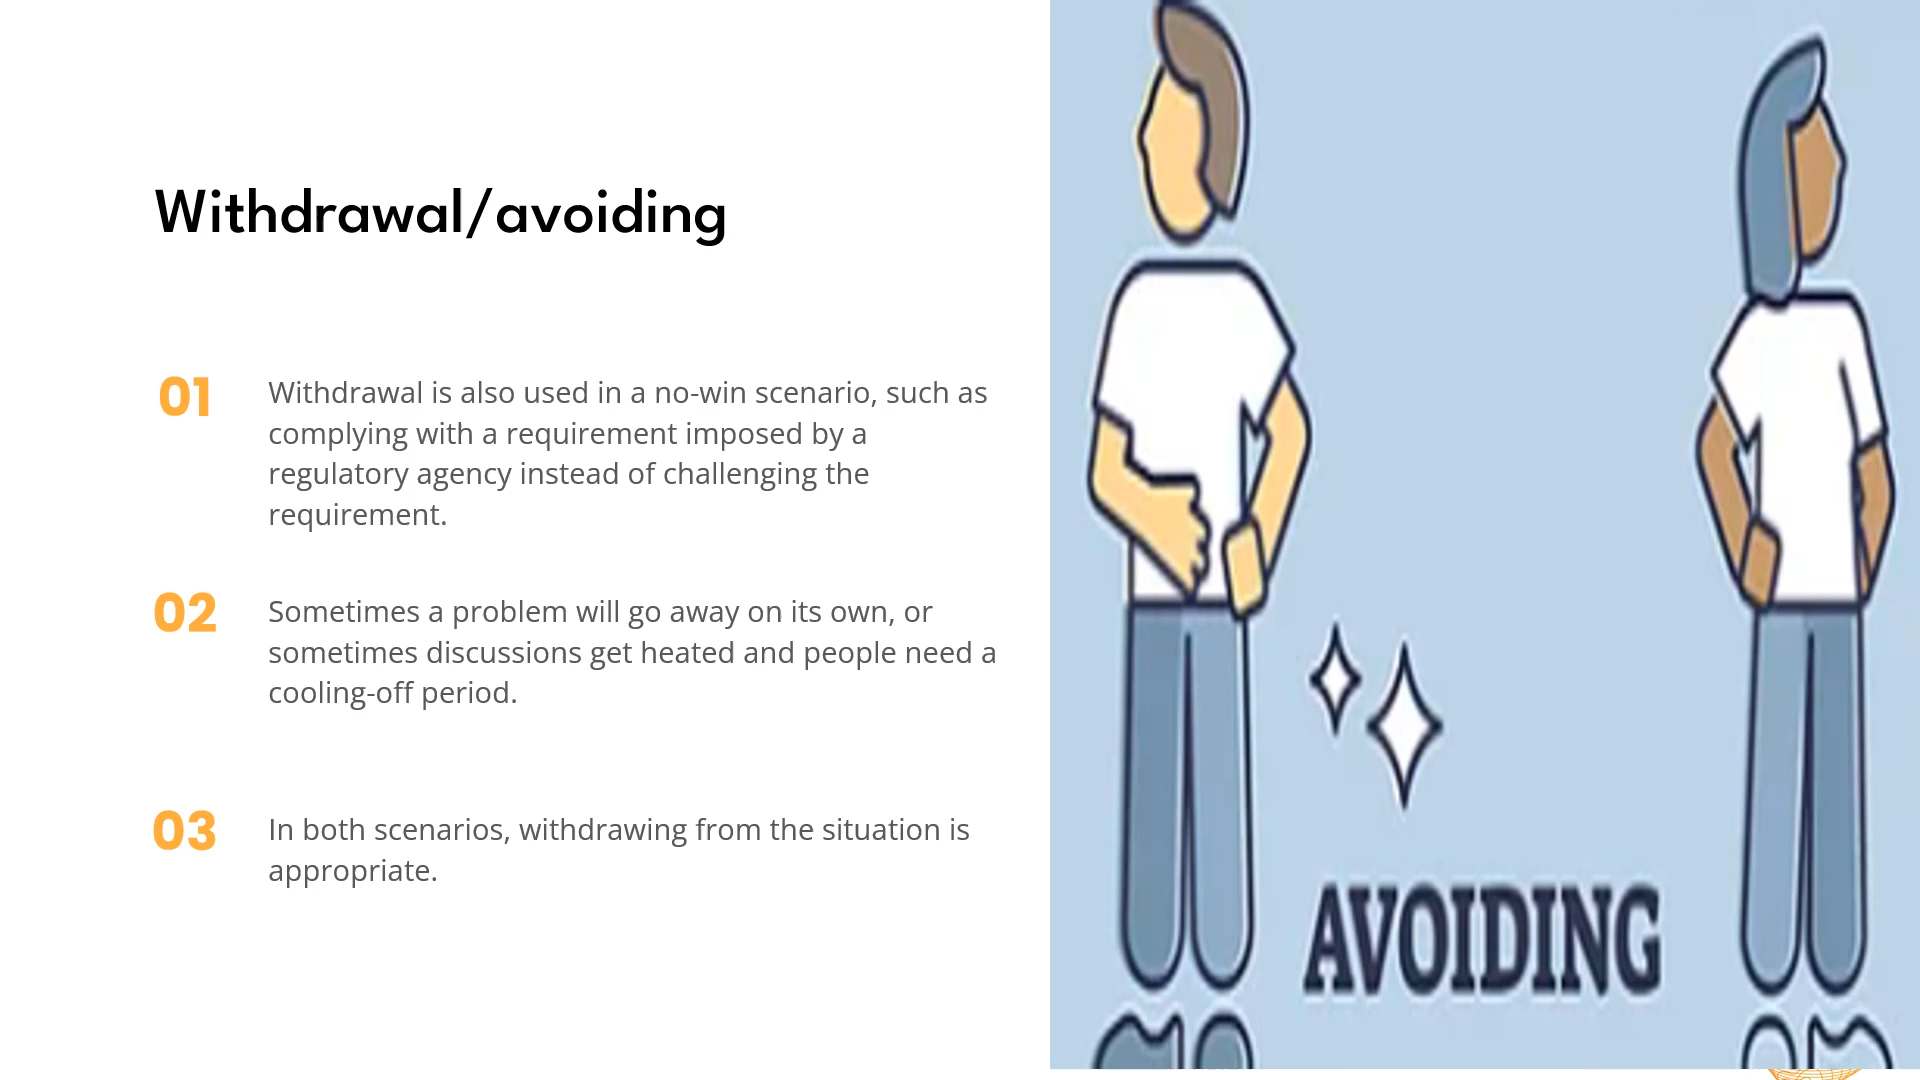 Withdrawal/avoiding
01
Withdrawal is also used in a no-win scenario, such as
complying with a requirement imposed by a
regulatory agency instead of challenging the
requirement.
02
Sometimes a problem will go away on its own, or
sometimes discussions get heated and people need a
cooling-off period.
03
In both scenarios, withdrawing from the situation is
appropriate.
AVOIDING